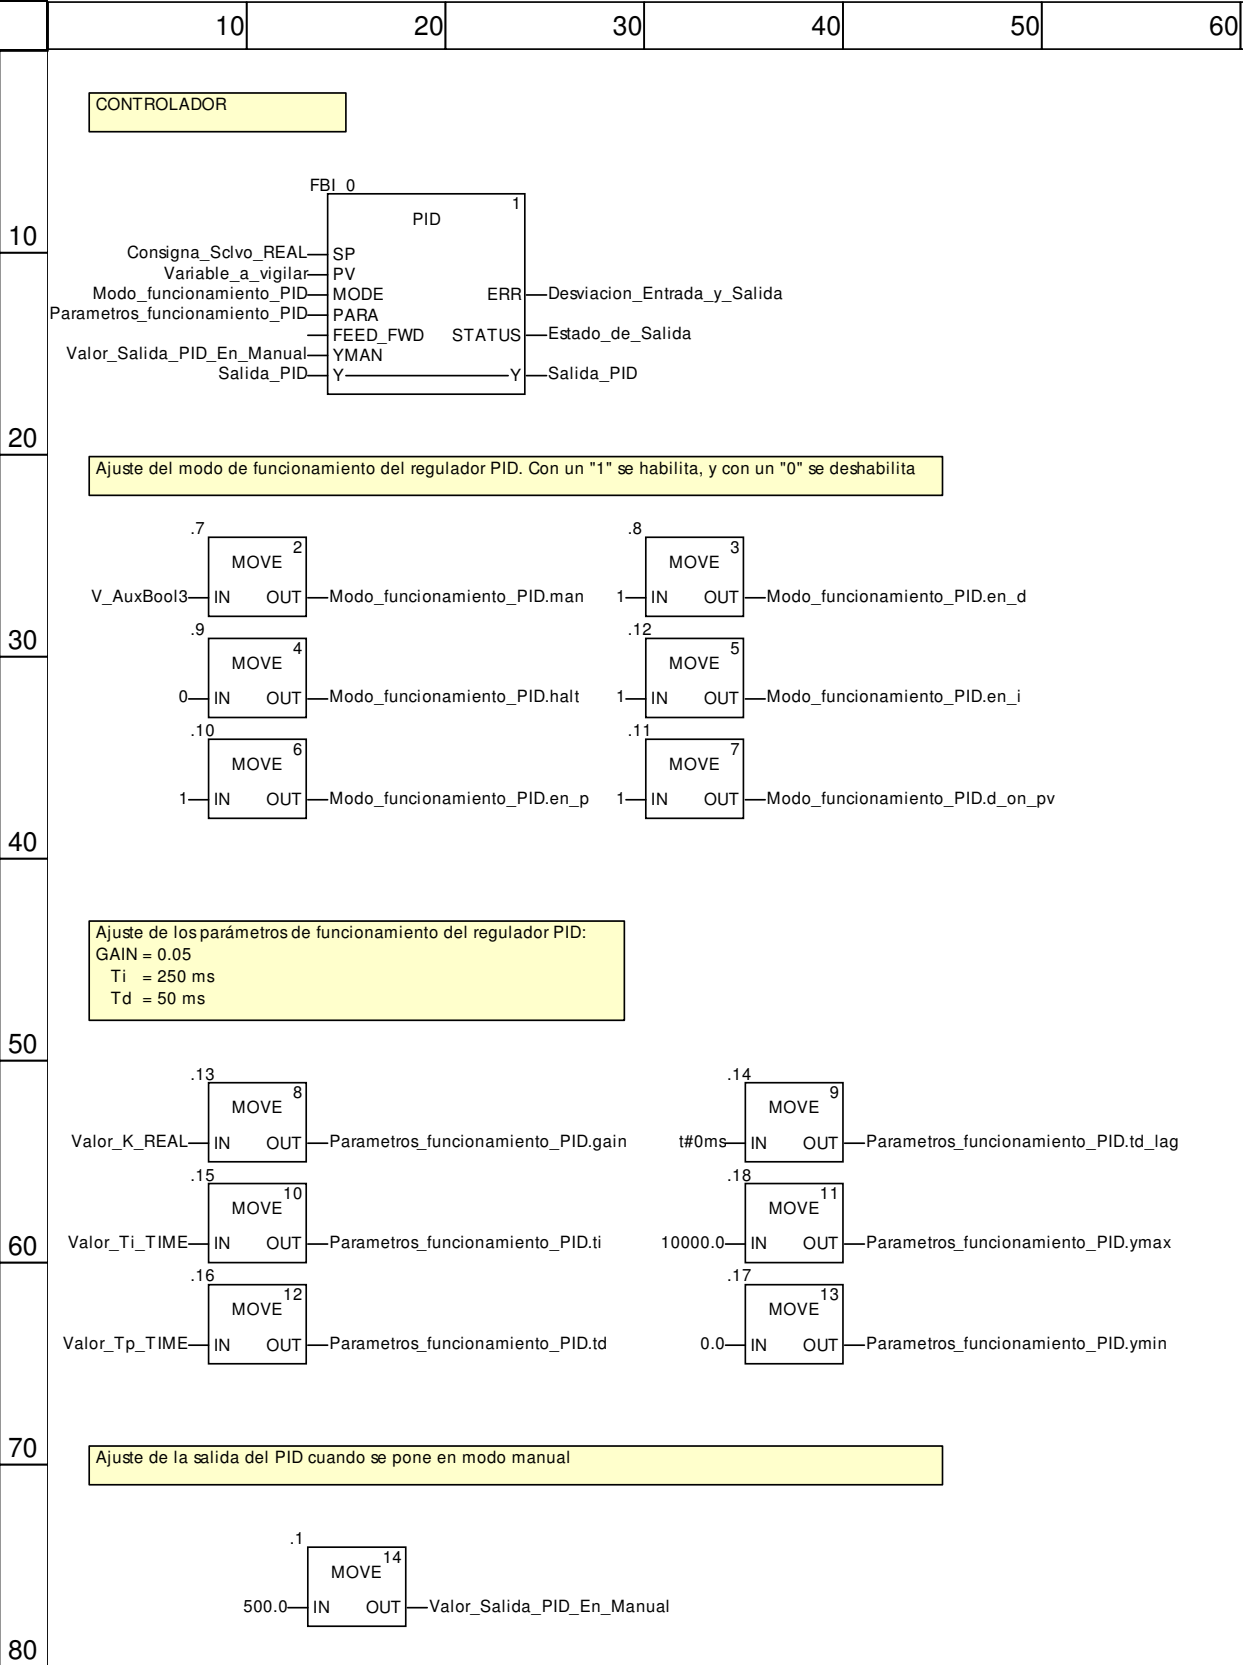 10 20 30 40 50 60
CONTROLADOR
FBI_0
1
PID
10
Consigna_Sclvo_REAL SP
Variable_a_vigilar PV
Modo_funcionamiento_PID MODE ERR Desviacion_Entrada_y_Salida
Parametros_funcionamiento_PID PARA
FEED_FWD STATUS Estado_de_Salida
Valor_Salida_PID_En_Manual YMAN
Salida_PID Y Y Salida_PID
20
Ajuste del modo de funcionamiento del regulador PID. Con un "1" se habilita, y con un "0" se deshabilita
.7 .8
MOVE 2 MOVE 3
V_AuxBool3 IN OUT Modo_funcionamiento_PID.man 1 IN OUT Modo_funcionamiento_PID.en_d
.9 .12
30
MOVE 4 MOVE 5
0 IN OUT Modo_funcionamiento_PID.halt 1 IN OUT Modo_funcionamiento_PID.en_i
.10 .11
MOVE 6 MOVE 7
1 IN OUT Modo_funcionamiento_PID.en_p 1 IN OUT Modo_funcionamiento_PID.d_on_pv
40
Ajuste de los parámetros de funcionamiento del regulador PID:
GAIN = 0.05
Ti = 250 ms
Td = 50 ms
50
.13 .14
MOVE 8 MOVE 9
Valor_K_REAL IN OUT Parametros_funcionamiento_PID.gain t#0ms IN OUT Parametros_funcionamiento_PID.td_lag
.15 .18
MOVE 10 MOVE 11
60
Valor_Ti_TIME IN OUT Parametros_funcionamiento_PID.ti 10000.0 IN OUT Parametros_funcionamiento_PID.ymax
.16 .17
MOVE 12 MOVE 13
Valor_Tp_TIME IN OUT Parametros_funcionamiento_PID.td 0.0 IN OUT Parametros_funcionamiento_PID.ymin
70
Ajuste de la salida del PID cuando se pone en modo manual
.1
MOVE 14
500.0 IN OUT Valor_Salida_PID_En_Manual
80